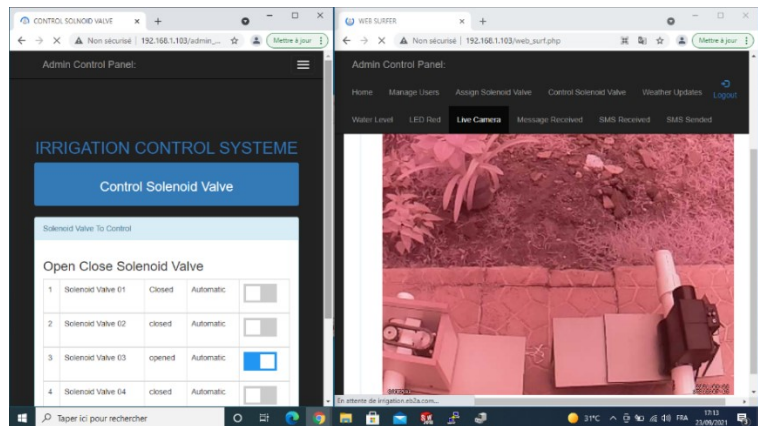 CONTROL SOLNOID VALVE
Non sécurisé | 192.168.1.103/admin_...
Mettre à jour
Admin Control Panel:
IRRIGATION CONTROL SYSTEME
Control Solenoid Valve
Solenoid Valve To Control
Open Close Solenoid Valve
1 Solenoid Valve 01 Closed Automatic
2 Solenoid Valve 02 closed Automatic
3 Solenoid Valve 03 opened Automatic
4 Solenoid Valve 04 closed Automatic
WEB SURFER
Non sécurisé | 192.168.1.103/web_surf.php
Mettre à jour
Admin Control Panel:
Home Manage Users Assign Solenoid Valve Control Solenoid Valve Weather Updates Logout
Water Level LED Red Live Camera Message Received SMS Received SMS Sended
En attente de irrigation.eb2a.com...
Taper ici pour rechercher
31°C
FRA
17:13
23/08/2021